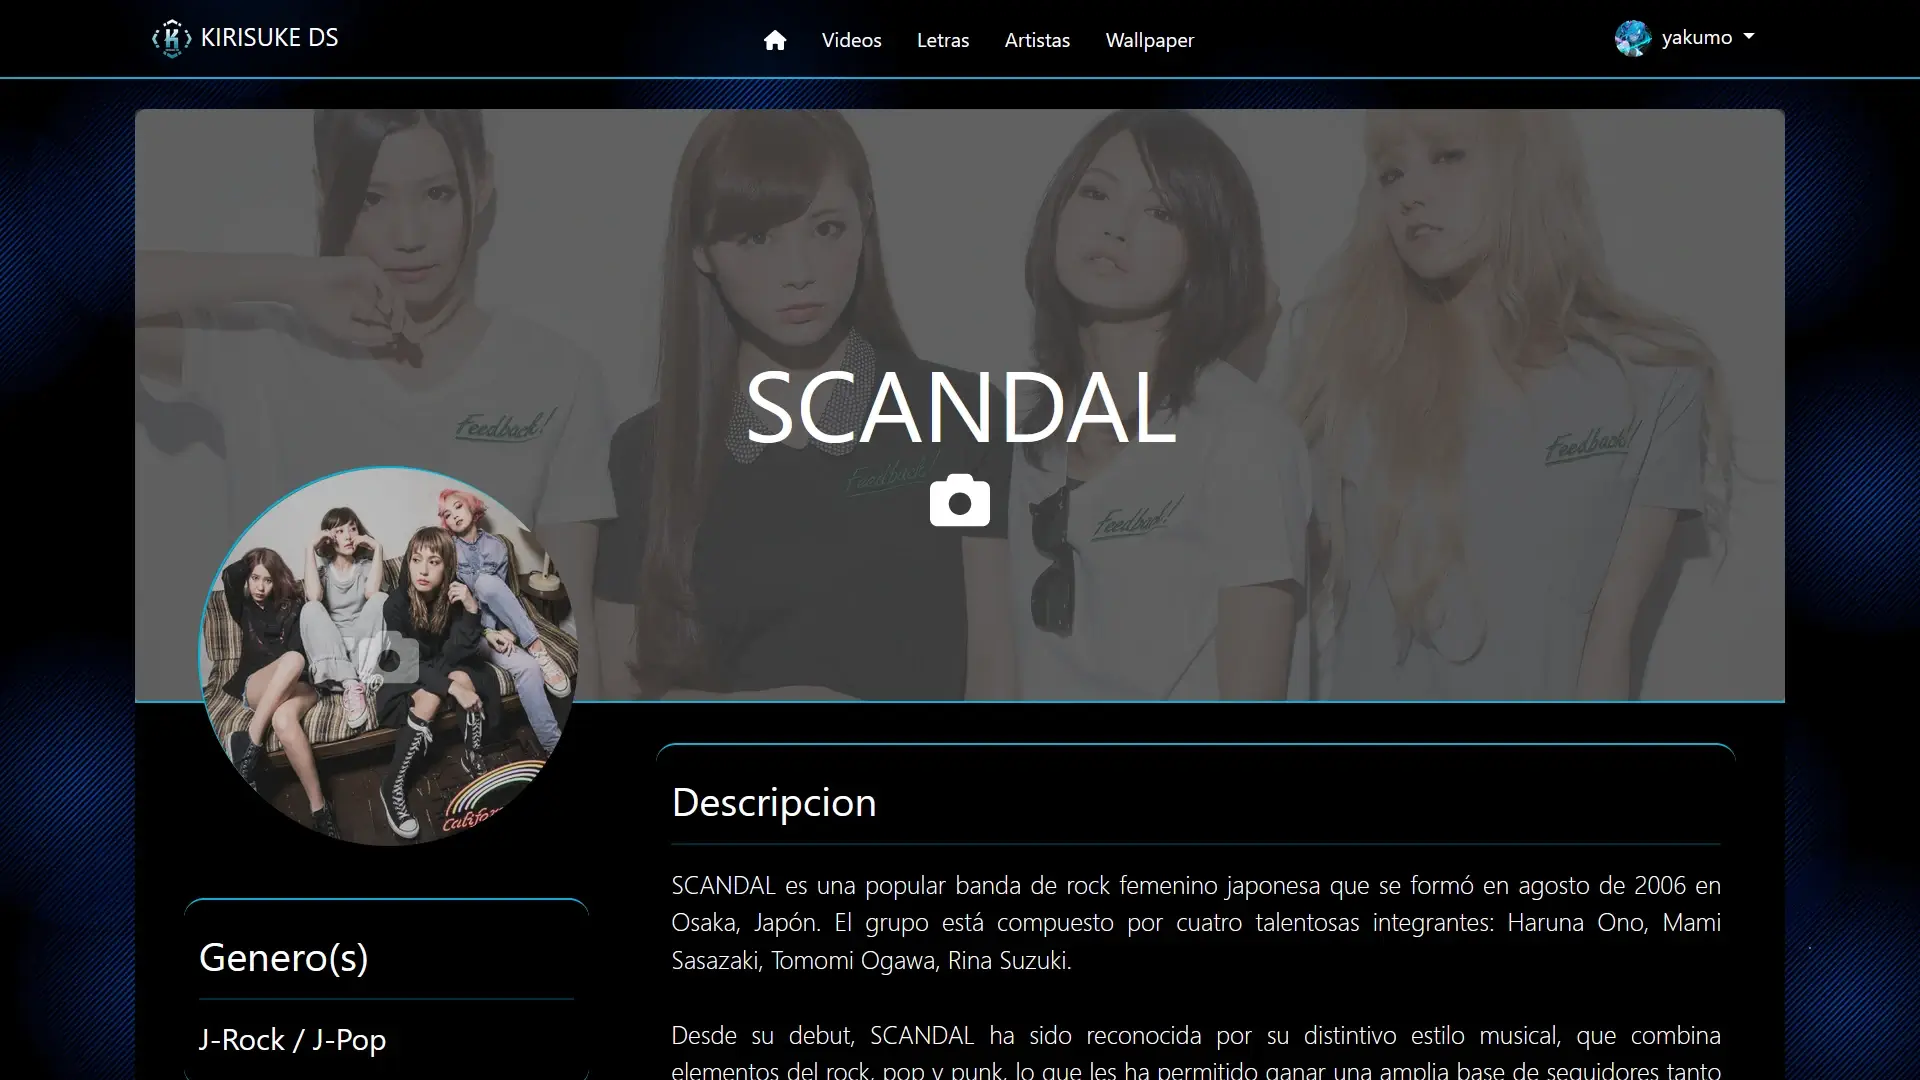 KIRISUKE DS
Videos
Letras
Artistas
Wallpaper
yakumo
SCANDAL
Feedback!
Feedback!
Feedback!
Feedback!
Descripcion
SCANDAL es una popular banda de rock femenino japonesa que se formó en agosto de 2006 en
Osaka, Japón. El grupo está compuesto por cuatro talentosas integrantes: Haruna Ono, Mami
Sasazaki, Tomomi Ogawa, Rina Suzuki.
Genero(s)
J-Rock / J-Pop
Desde su debut, SCANDAL ha sido reconocida por su distintivo estilo musical, que combina
elementos del rock, pop y punk, lo que les ha permitido ganar una amplia base de seguidores tanto